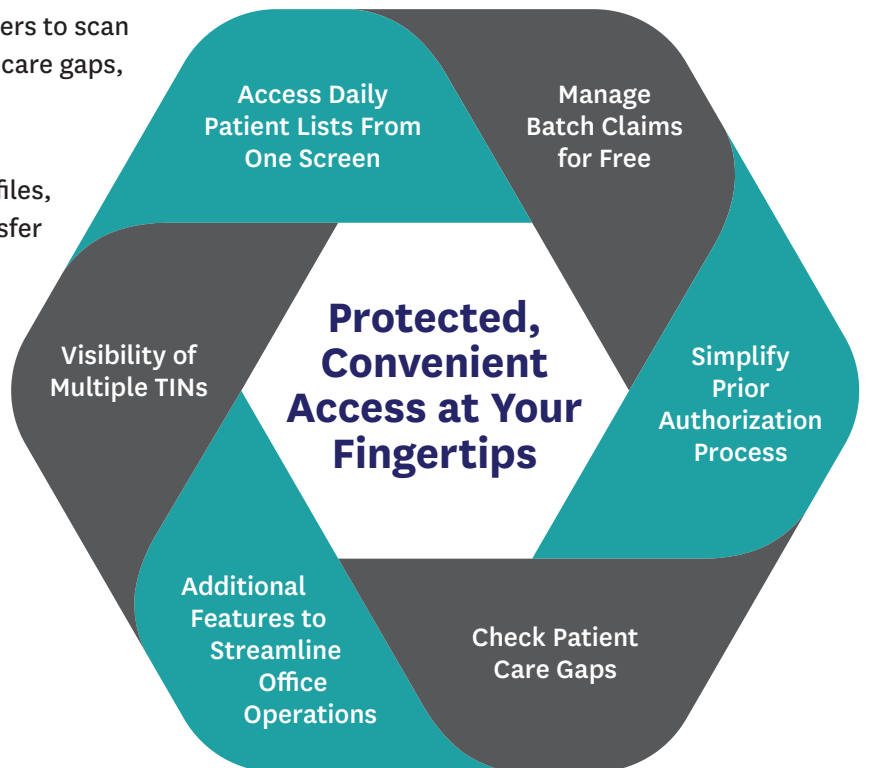 ers to scan
care gaps,
files,
sfer
Access Daily
Patient Lists From
One Screen
Manage
Batch Claims
for Free
Simplify
Prior
Authorization
Process
Check Patient
Care Gaps
Additional
Features to
Streamline
Office
Operations
Visibility of
Multiple TINs
Protected,
Convenient
Access at Your
Fingertips